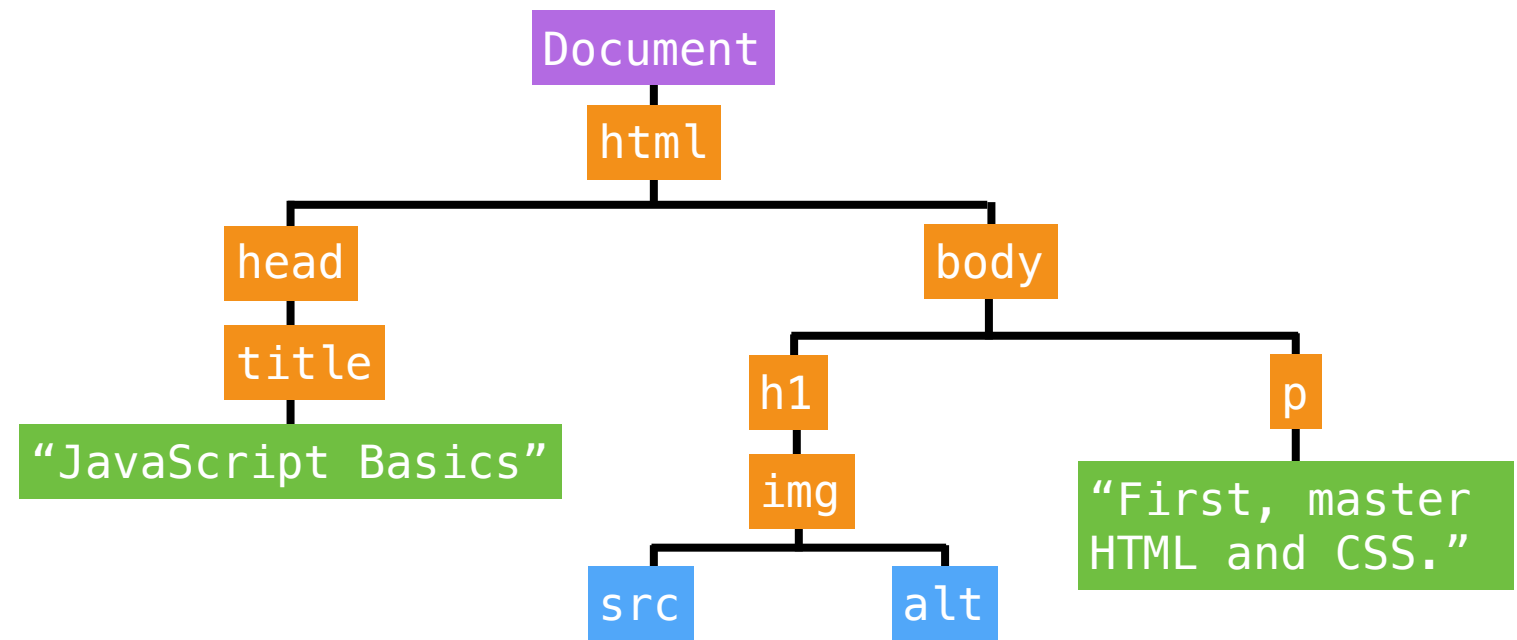 Document
html
head
body
title
h1
p
“JavaScript Basics”
img
“First, master
HTML and CSS.”
src
alt